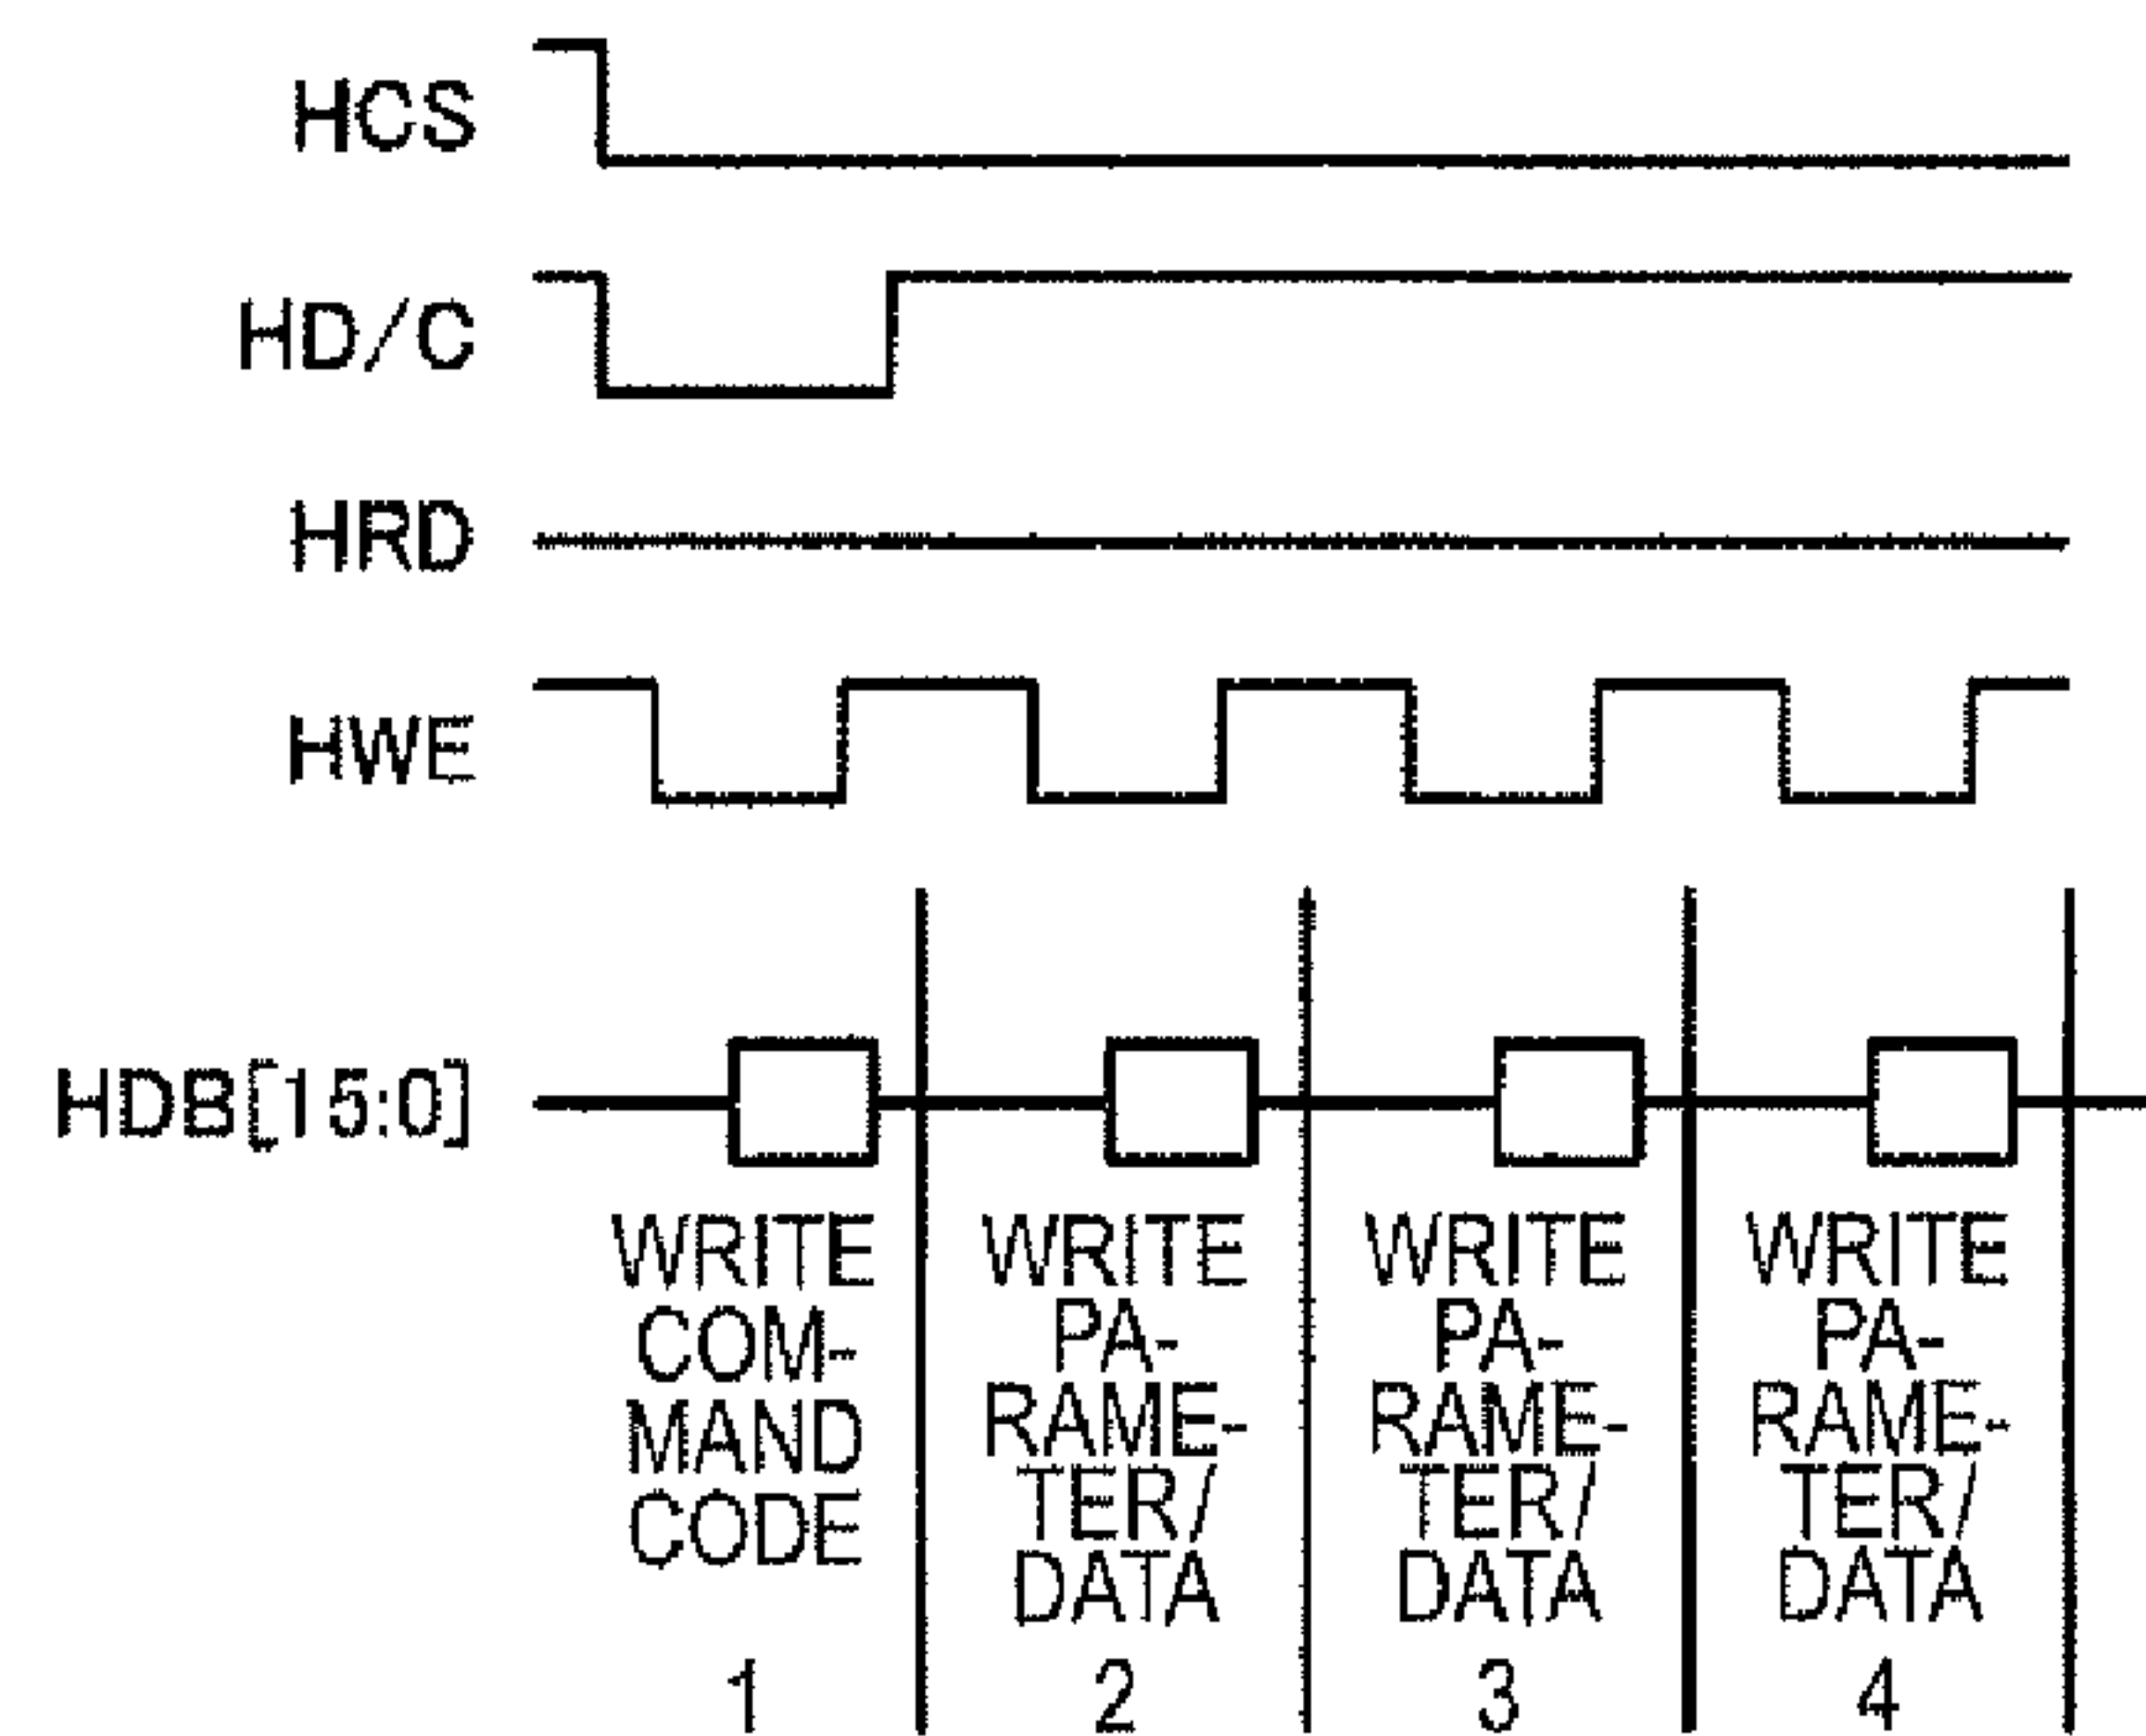 HCS
HD/C
HRD
HWE
HD8[15:0]
WRITE WRITE WRITE WRITE
COM- PA- PA- PA-
MAND RAME- RAME- RAME-
CODE TER/ TER/ TER/
DATA DATA DATA
1 2 3 4